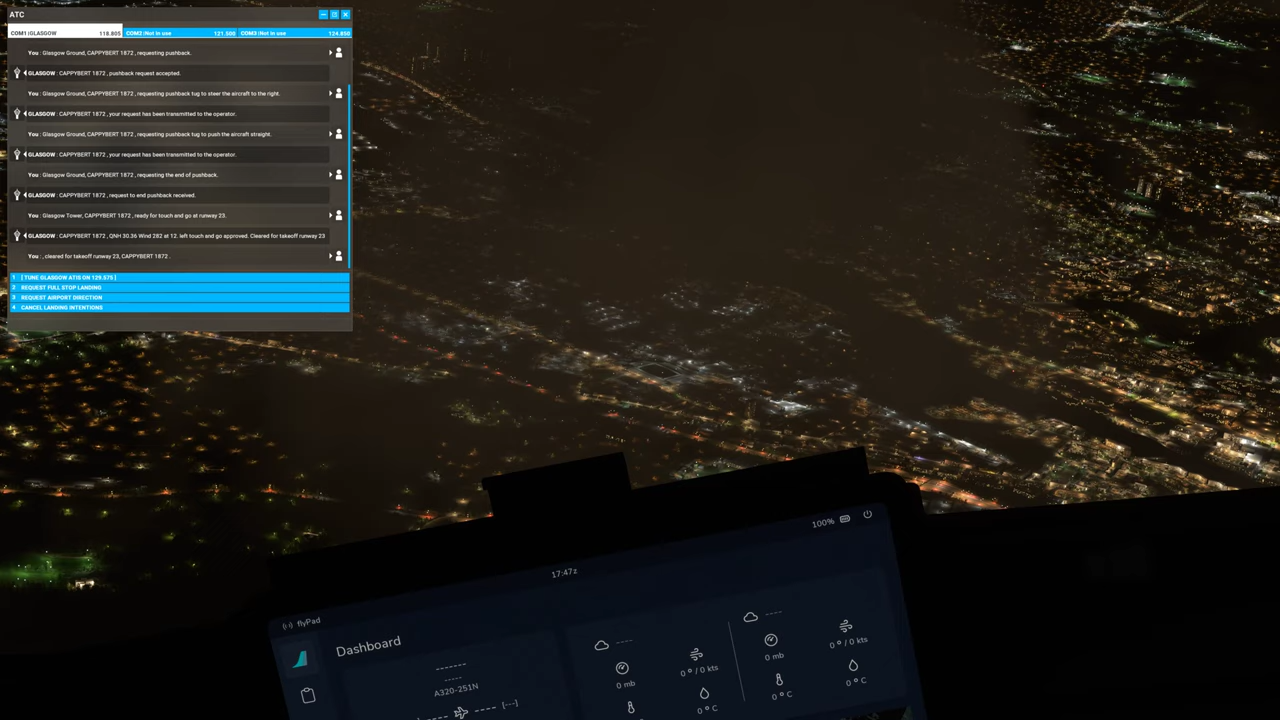 ATC
COM1 |GLASGOW 118.805 COM2 |Not in use 121.500 COM3 |Not in use 124.850
You : Glasgow Ground, CAPPYBERT 1872 , requesting pushback.
GLASGOW : CAPPYBERT 1872 , pushback request accepted.
You : Glasgow Ground, CAPPYBERT 1872 , requesting pushback tug to steer the aircraft to the right.
GLASGOW : CAPPYBERT 1872 , your request has been transmitted to the operator.
You : Glasgow Ground, CAPPYBERT 1872 , requesting pushback tug to push the aircraft straight.
GLASGOW : CAPPYBERT 1872 , your request has been transmitted to the operator.
You : Glasgow Ground, CAPPYBERT 1872 , requesting the end of pushback.
GLASGOW : CAPPYBERT 1872 , request to end pushback received.
You : Glasgow Tower, CAPPYBERT 1872 , ready for touch and go at runway 23.
GLASGOW : CAPPYBERT 1872 , QNH 30.36 Wind 282 at 12. left touch and go approved. Cleared for takeoff runway 23
You : , cleared for takeoff runway 23, CAPPYBERT 1872 .
1 [ TUNE GLASGOW ATIS ON 129.575 ]
2 REQUEST FULL STOP LANDING
3 REQUEST AIRPORT DIRECTION
4 CANCEL LANDING INTENTIONS
100%
17:47z
flyPad
Dashboard
-------
-----
A320-251N
---- [---]
----
0 mb
0 ° / 0 kts
0 ° C
----
0 mb
0 ° / 0 kts
0 ° C
0 ° C